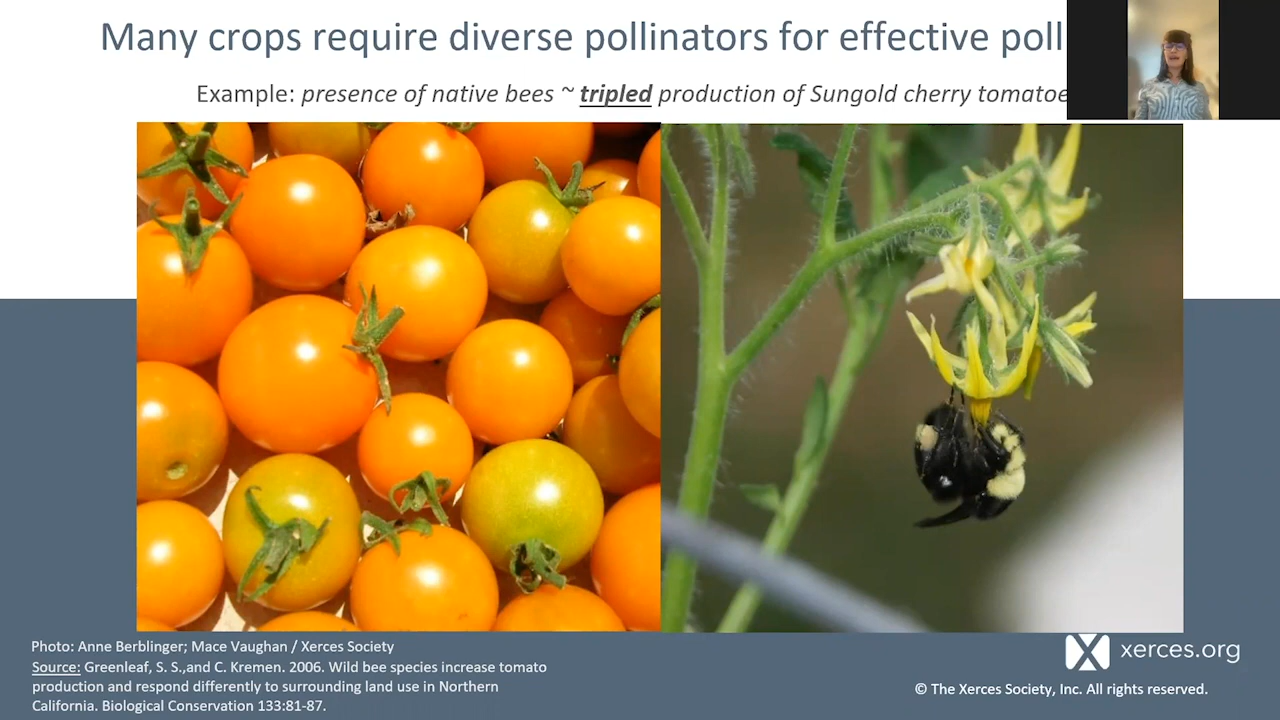 Many crops require diverse pollinators for effective poll
Example: presence of native bees ~ tripled production of Sungold cherry tomatoe
Photo: Anne Berblinger; Mace Vaughan / Xerces Society
Source: Greenleaf, S. S.,and C. Kremen. 2006. Wild bee species increase tomato
production and respond differently to surrounding land use in Northern
California. Biological Conservation 133:81-87.
xerces.org
© The Xerces Society, Inc. All rights reserved.